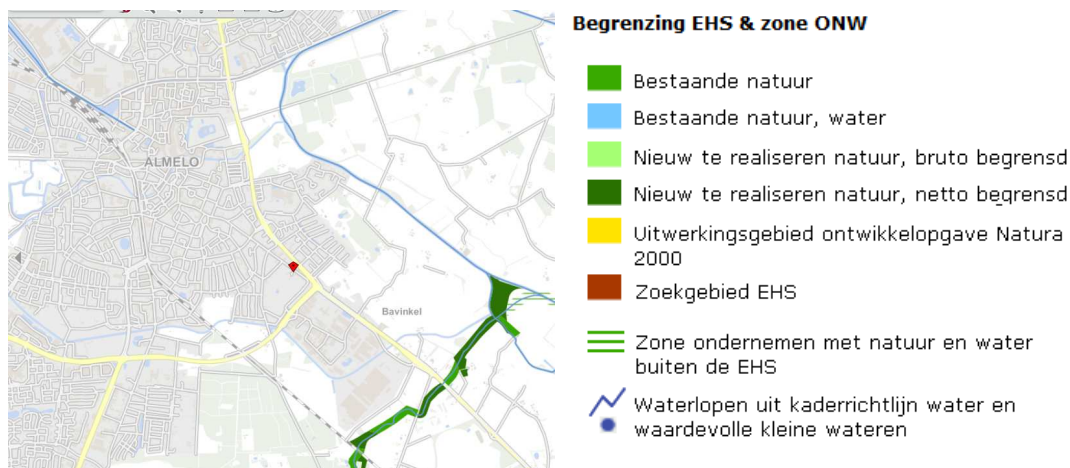 Begrenzing EHS & zone ONW
Bestaande natuur
Bestaande natuur, water
Nieuw te realiseren natuur, bruto begrensd
Nieuw te realiseren natuur, netto begrensd
Uitwerkingsgebied ontwikkelopgave Natura
2000
Zoekgebied EHS
Zone ondernemen met natuur en water
buiten de EHS
Waterlopen uit kaderrichtlijn water en
waardevolle kleine wateren
ALMELO
Bavinkel